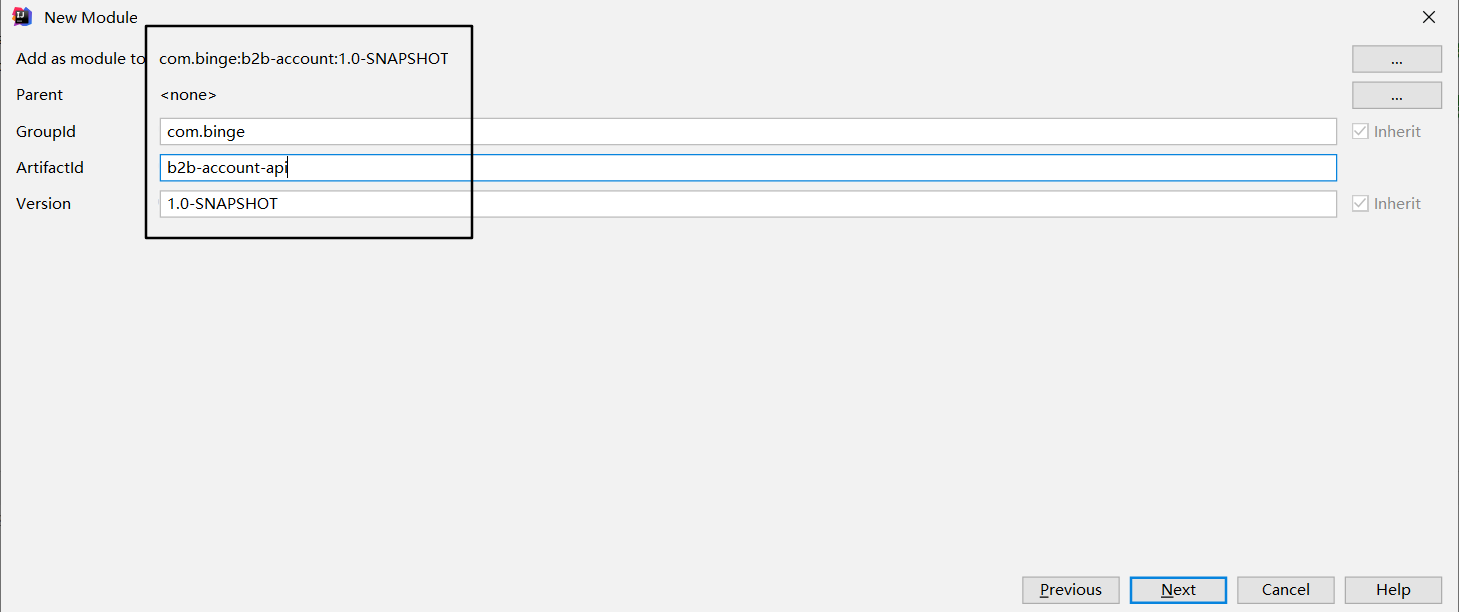 New Module
Add as module to com.binge:b2b-account:1.0-SNAPSHOT ...
Parent <none> ...
GroupId com.binge Inherit
ArtifactId b2b-account-api
Version 1.0-SNAPSHOT Inherit
Previous Next Cancel Help